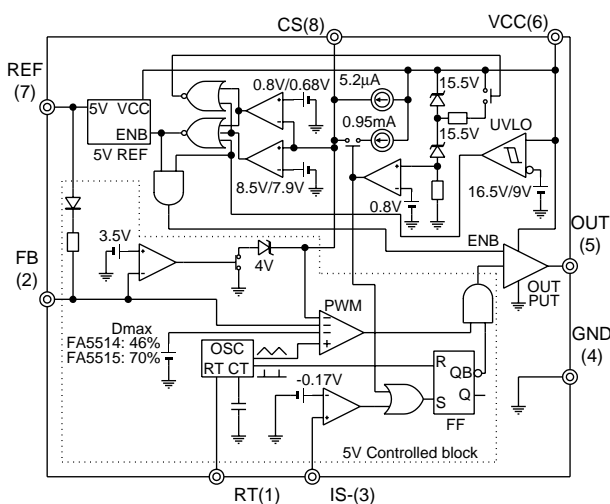 CS(8)
VCC(6)
REF
(7)
5V VCC
ENB
5V REF
0.8V/0.68V
8.5V/7.9V
5.2µA
0.95mA
15.5V
15.5V
UVLO
16.5V/9V
0.8V
OUT
(5)
ENB
OUT
PUT
FB
(2)
3.5V
4V
PWM
Dmax
FA5514: 46%
FA5515: 70%
OSC
RT CT
-0.17V
R
QB
S
Q
FF
GND
(4)
5V Controlled block
RT(1)
IS-(3)